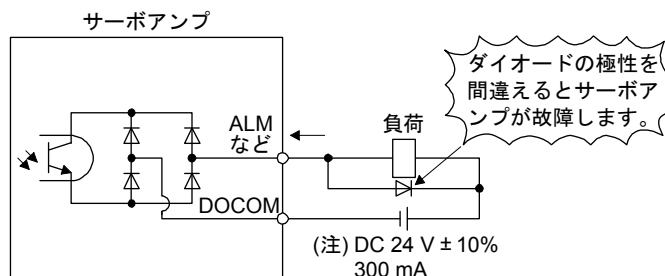 サーボアンプ
ダイオードの極性を
間違えるとサーボア
ンプが故障します。
ALM
など
負荷
DOCOM
(注) DC 24 V ± 10%
300 mA